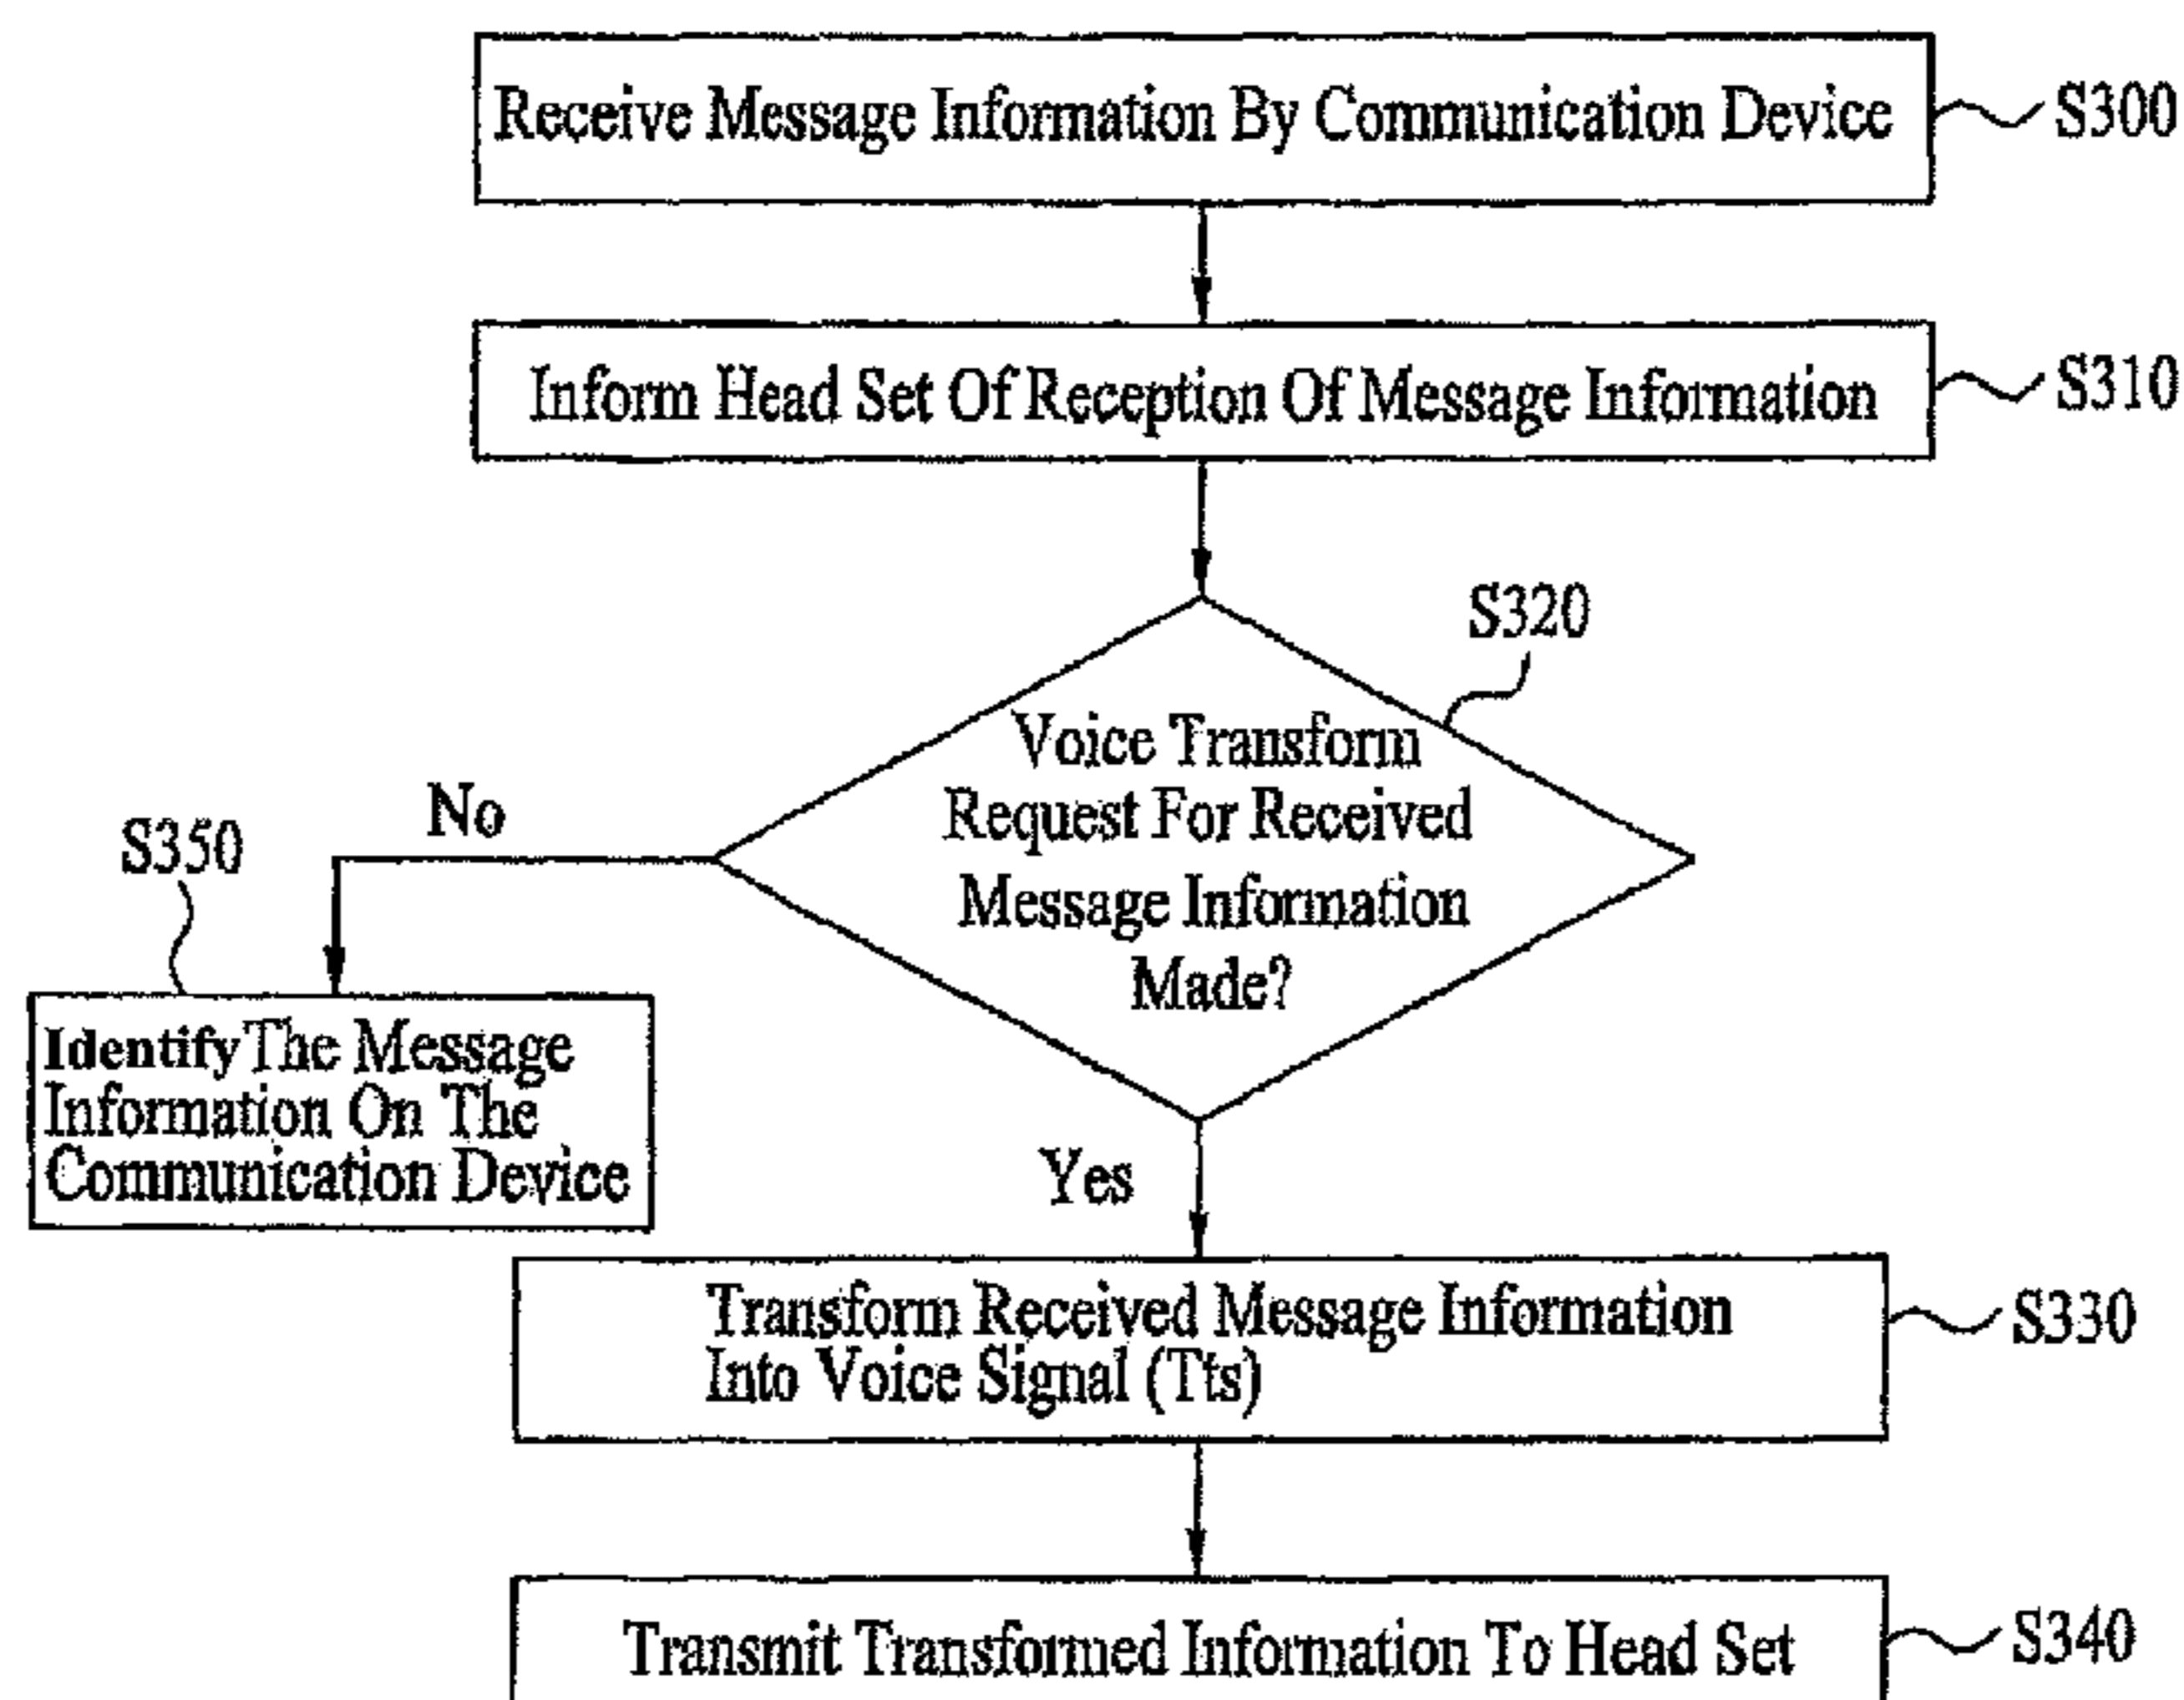 Receive Message Information By Communication Device
S300
Inform Head Set Of Reception Of Message Information
S310
S320
Voice Transform
Request For Received
Message Information
Made?
No
S350
Identify The Message
Information On The
Communication Device
Yes
Transform Received Message Information
Into Voice Signal (Tts)
S330
Transmit Transformed Information To Head Set
S340